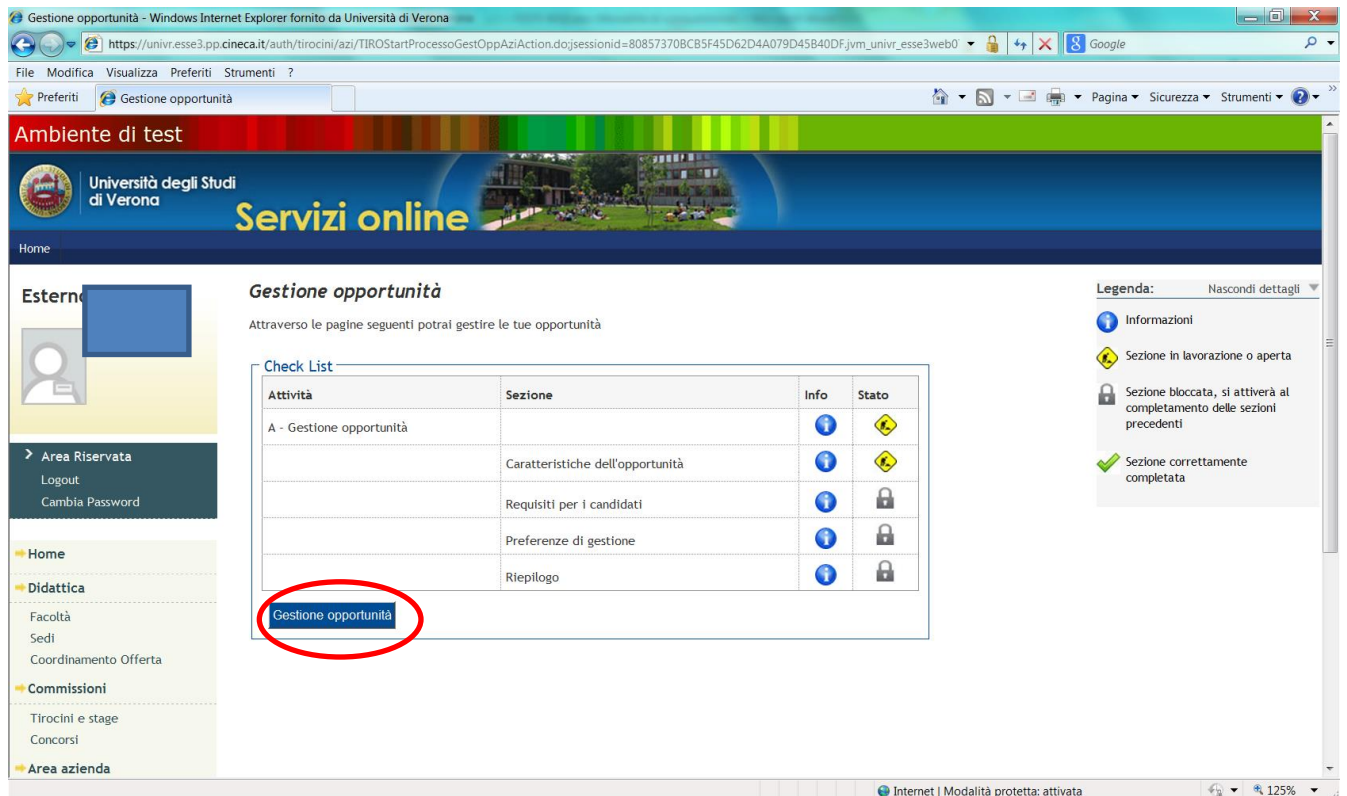 Gestione opportunità - Windows Internet Explorer fornito da Università di Verona
https://univr.esse3.pp.cineca.it/auth/tirocini/azi/TIROStartProcessoGestOppAziAction.do;jsessionid=80857370BCB5F45D62D4A079D45B40DF.jvm_univr_esse3web0
Google
File Modifica Visualizza Preferiti Strumenti ?
Preferiti Gestione opportunità Pagina Sicurezza Strumenti
Ambiente di test
Università degli Studi
di Verona
Servizi online
Home
Esterno
Gestione opportunità
Attraverso le pagine seguenti potrai gestire le tue opportunità
Check List
Attività Sezione Info Stato
A - Gestione opportunità
Caratteristiche dell'opportunità
Requisiti per i candidati
Preferenze di gestione
Riepilogo
Gestione opportunità
Legenda: Nascondi dettagli
Informazioni
Sezione in lavorazione o aperta
Sezione bloccata, si attiverà al
completamento delle sezioni
precedenti
Sezione correttamente
completata
Area Riservata
Logout
Cambia Password
Home
Didattica
Facoltà
Sedi
Coordinamento Offerta
Commissioni
Tirocini e stage
Concorsi
Area azienda
Internet | Modalità protetta: attivata 125%